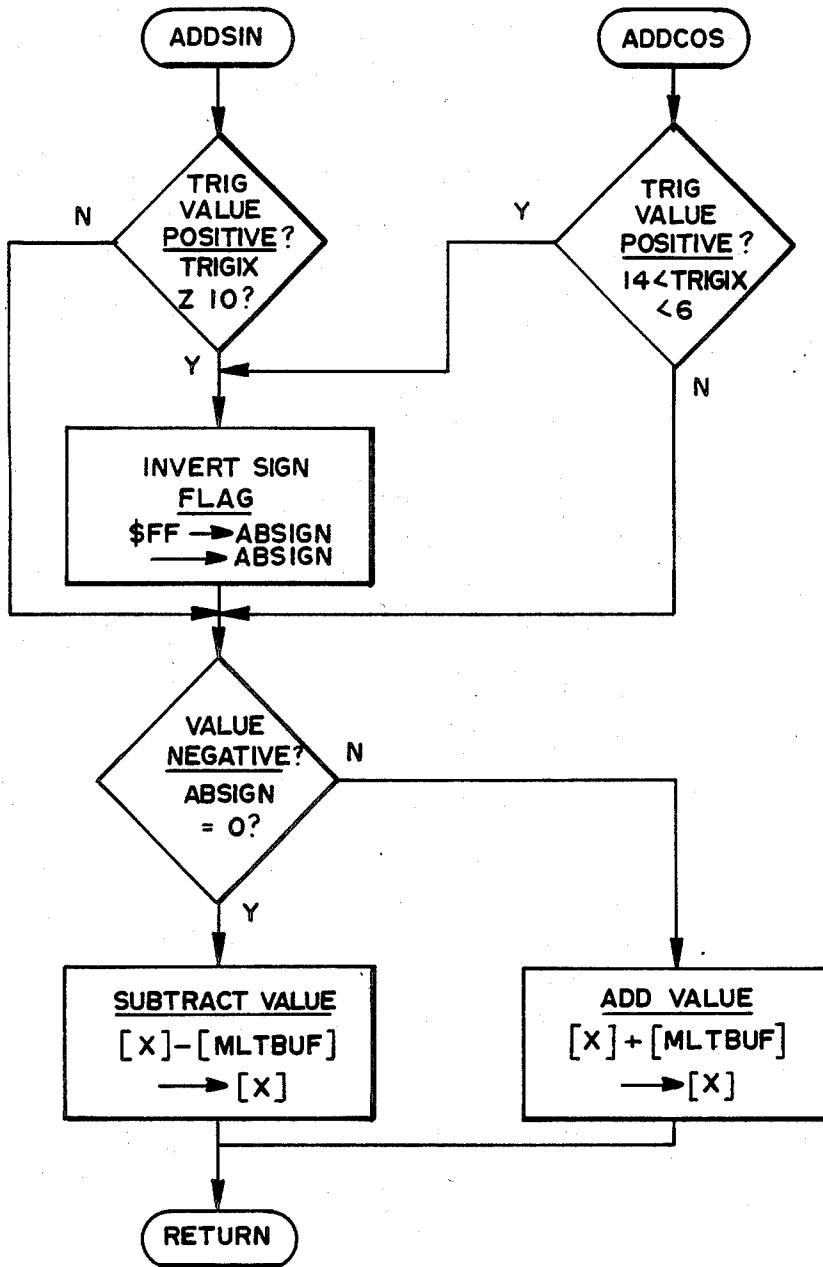 ADDSIN
ADDCOS
TRIG
VALUE
POSITIVE?
TRIGIX
Z 10?
N
Y
TRIG
VALUE
POSITIVE?
14<TRIGIX
<6
Y
N
INVERT SIGN
FLAG
$FF → ABSIGN
→ ABSIGN
VALUE
NEGATIVE?
ABSIGN
= 0?
N
Y
SUBTRACT VALUE
[X]-[MLTBUF]
→ [X]
ADD VALUE
[X]+[MLTBUF]
→ [X]
RETURN